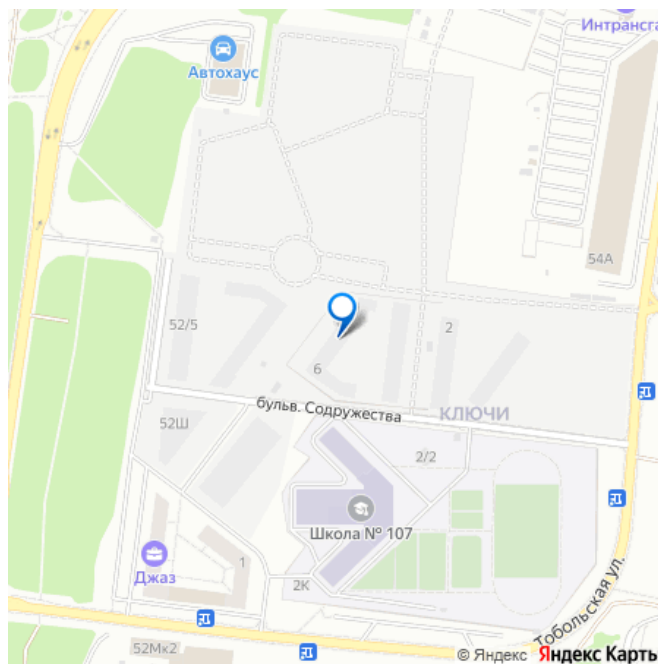 Интрансга
Автохаус
54А
52/5
2
6
бульв. Содружества
КЛЮЧИ
52Ш
2/2
Школа № 107
Джаз
1
2К
Тобольская ул.
52Мк2
© Яндекс Яндекс Карть